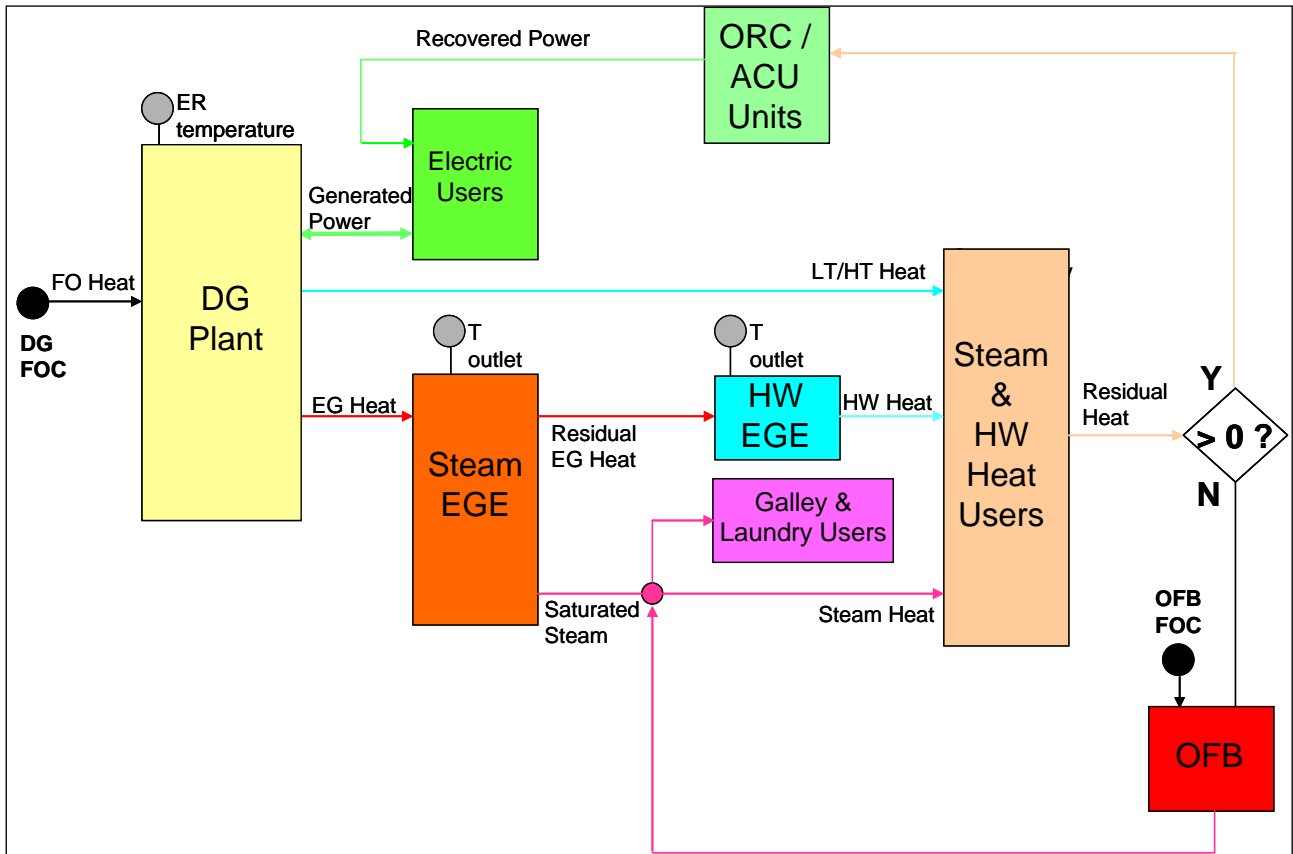 Recovered Power
ORC /
ACU
Units
ER
temperature
Electric
Users
Generated
Power
FO Heat
DG
Plant
DG
FOC
LT/HT Heat
T
outlet
T
outlet
EG Heat
Steam
EGE
Residual
EG Heat
HW
EGE
HW Heat
Steam
&
HW
Heat
Users
Residual
Heat
Y
> 0 ?
N
Galley &
Laundry Users
Saturated
Steam
Steam Heat
OFB
FOC
OFB